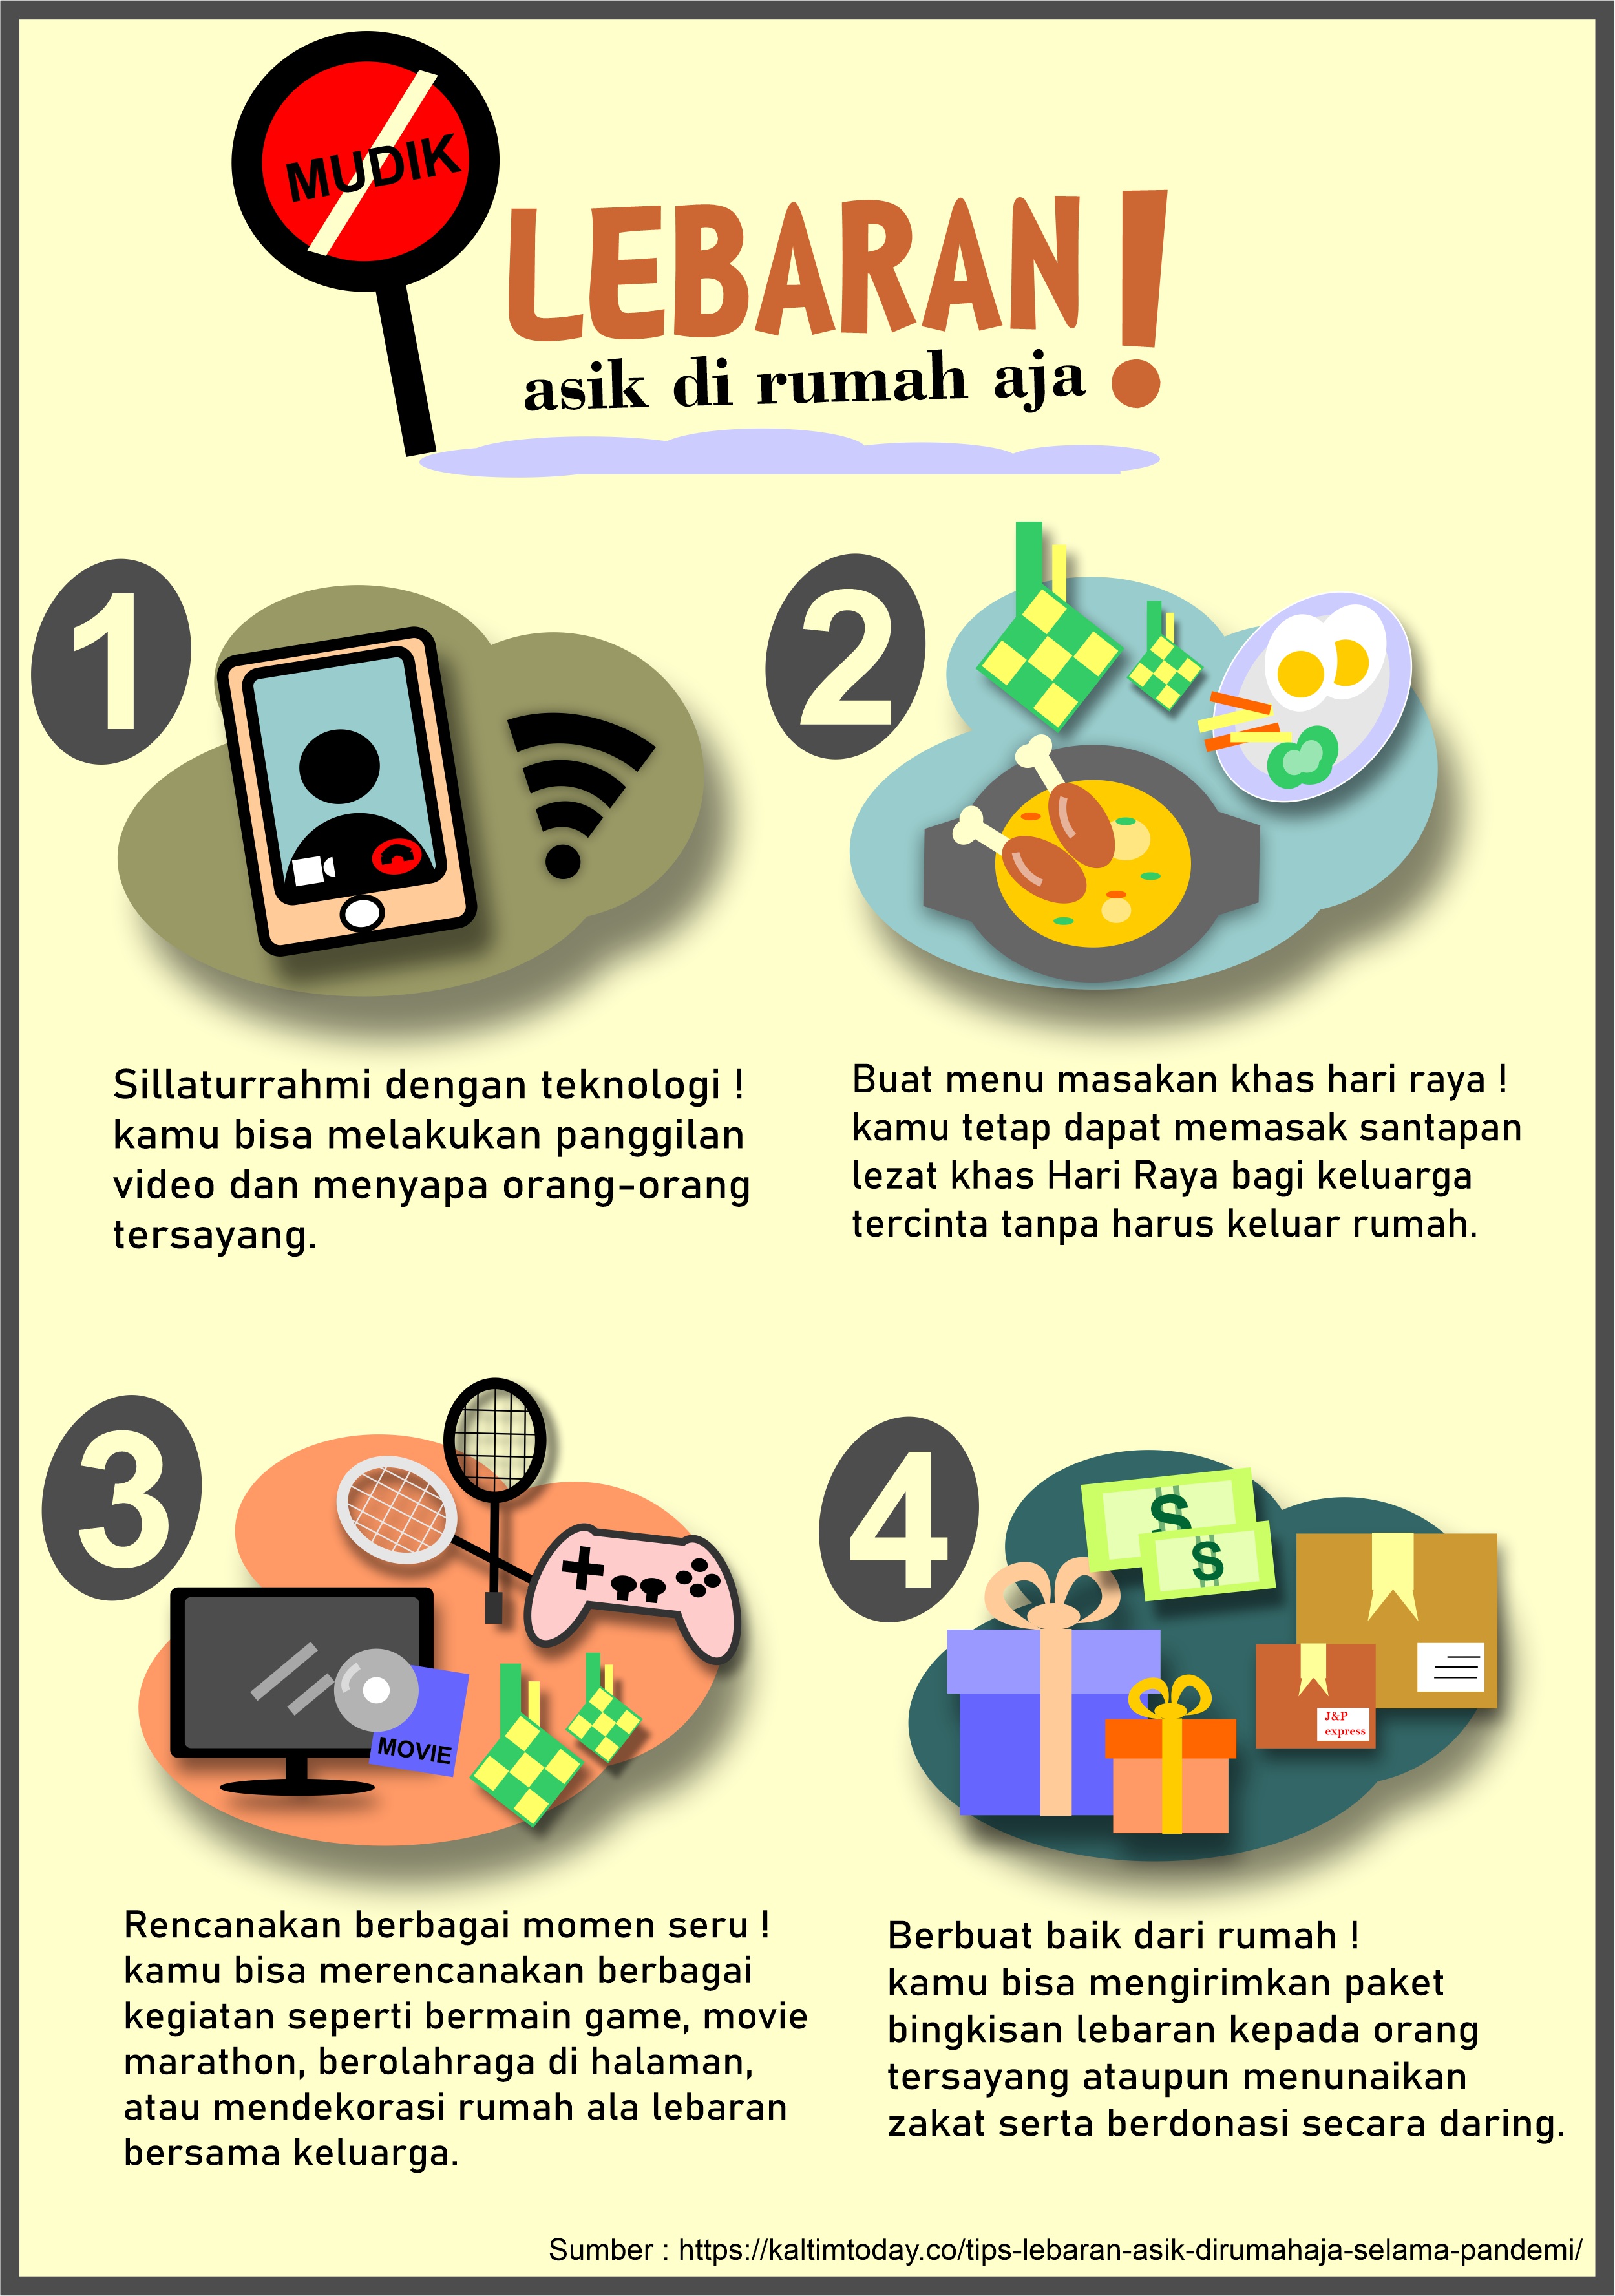 MUDIK
LEBARAN !
asik di rumah aja
1
Sillaturrahmi dengan teknologi !
kamu bisa melakukan panggilan
video dan menyapa orang-orang
tersayang.
2
Buat menu masakan khas hari raya !
kamu tetap dapat memasak santapan
lezat khas Hari Raya bagi keluarga
tercinta tanpa harus keluar rumah.
3
MOVIE
Rencanakan berbagai momen seru !
kamu bisa merencanakan berbagai
kegiatan seperti bermain game, movie
marathon, berolahraga di halaman,
atau mendekorasi rumah ala lebaran
bersama keluarga.
4
S
S
J&P
express
Berbuat baik dari rumah !
kamu bisa mengirimkan paket
bingkisan lebaran kepada orang
tersayang ataupun menunaikan
zakat serta berdonasi secara daring.
Sumber : https://kaltimtoday.co/tips-lebaran-asik-dirumahaja-selama-pandemi/